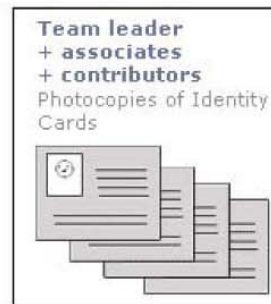 Team leader
+ associates
+ contributors
Photocopies of Identity
Cards